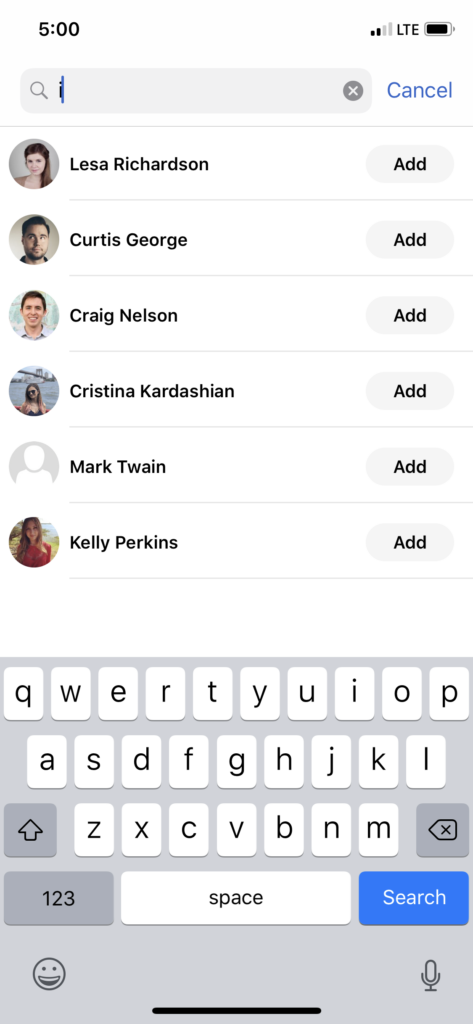 5:00
LTE
i
Cancel
Lesa Richardson
Add
Curtis George
Add
Craig Nelson
Add
Cristina Kardashian
Add
Mark Twain
Add
Kelly Perkins
Add
q w e r t y u i o p
a s d f g h j k l
z x c v b n m
123 space Search